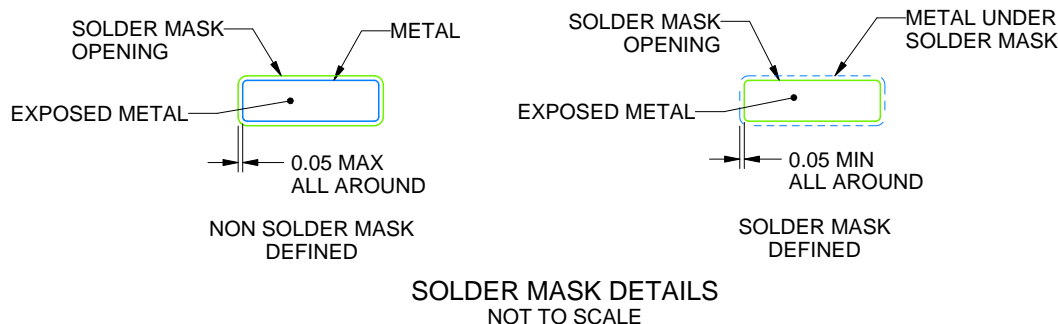 SOLDER MASK
OPENING
METAL
EXPOSED METAL
0.05 MAX
ALL AROUND
NON SOLDER MASK
DEFINED
SOLDER MASK
OPENING
METAL UNDER
SOLDER MASK
EXPOSED METAL
0.05 MIN
ALL AROUND
SOLDER MASK
DEFINED
SOLDER MASK DETAILS
NOT TO SCALE